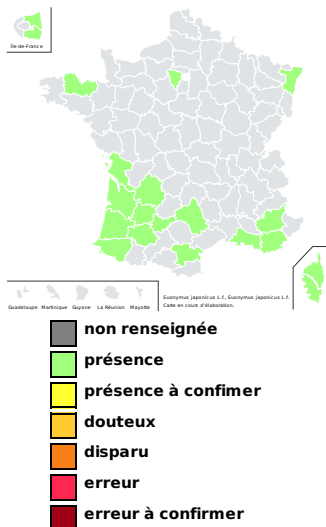 Île-de-France
Guadeloupe Martinique Guyane La Réunion Mayotte
Euonymus japonicus L.f., Euonymus japonicus L.f.
Carte en cours d'élaboration.
non renseignée
présence
présence à confimer
douteux
disparu
erreur
erreur à confirmer